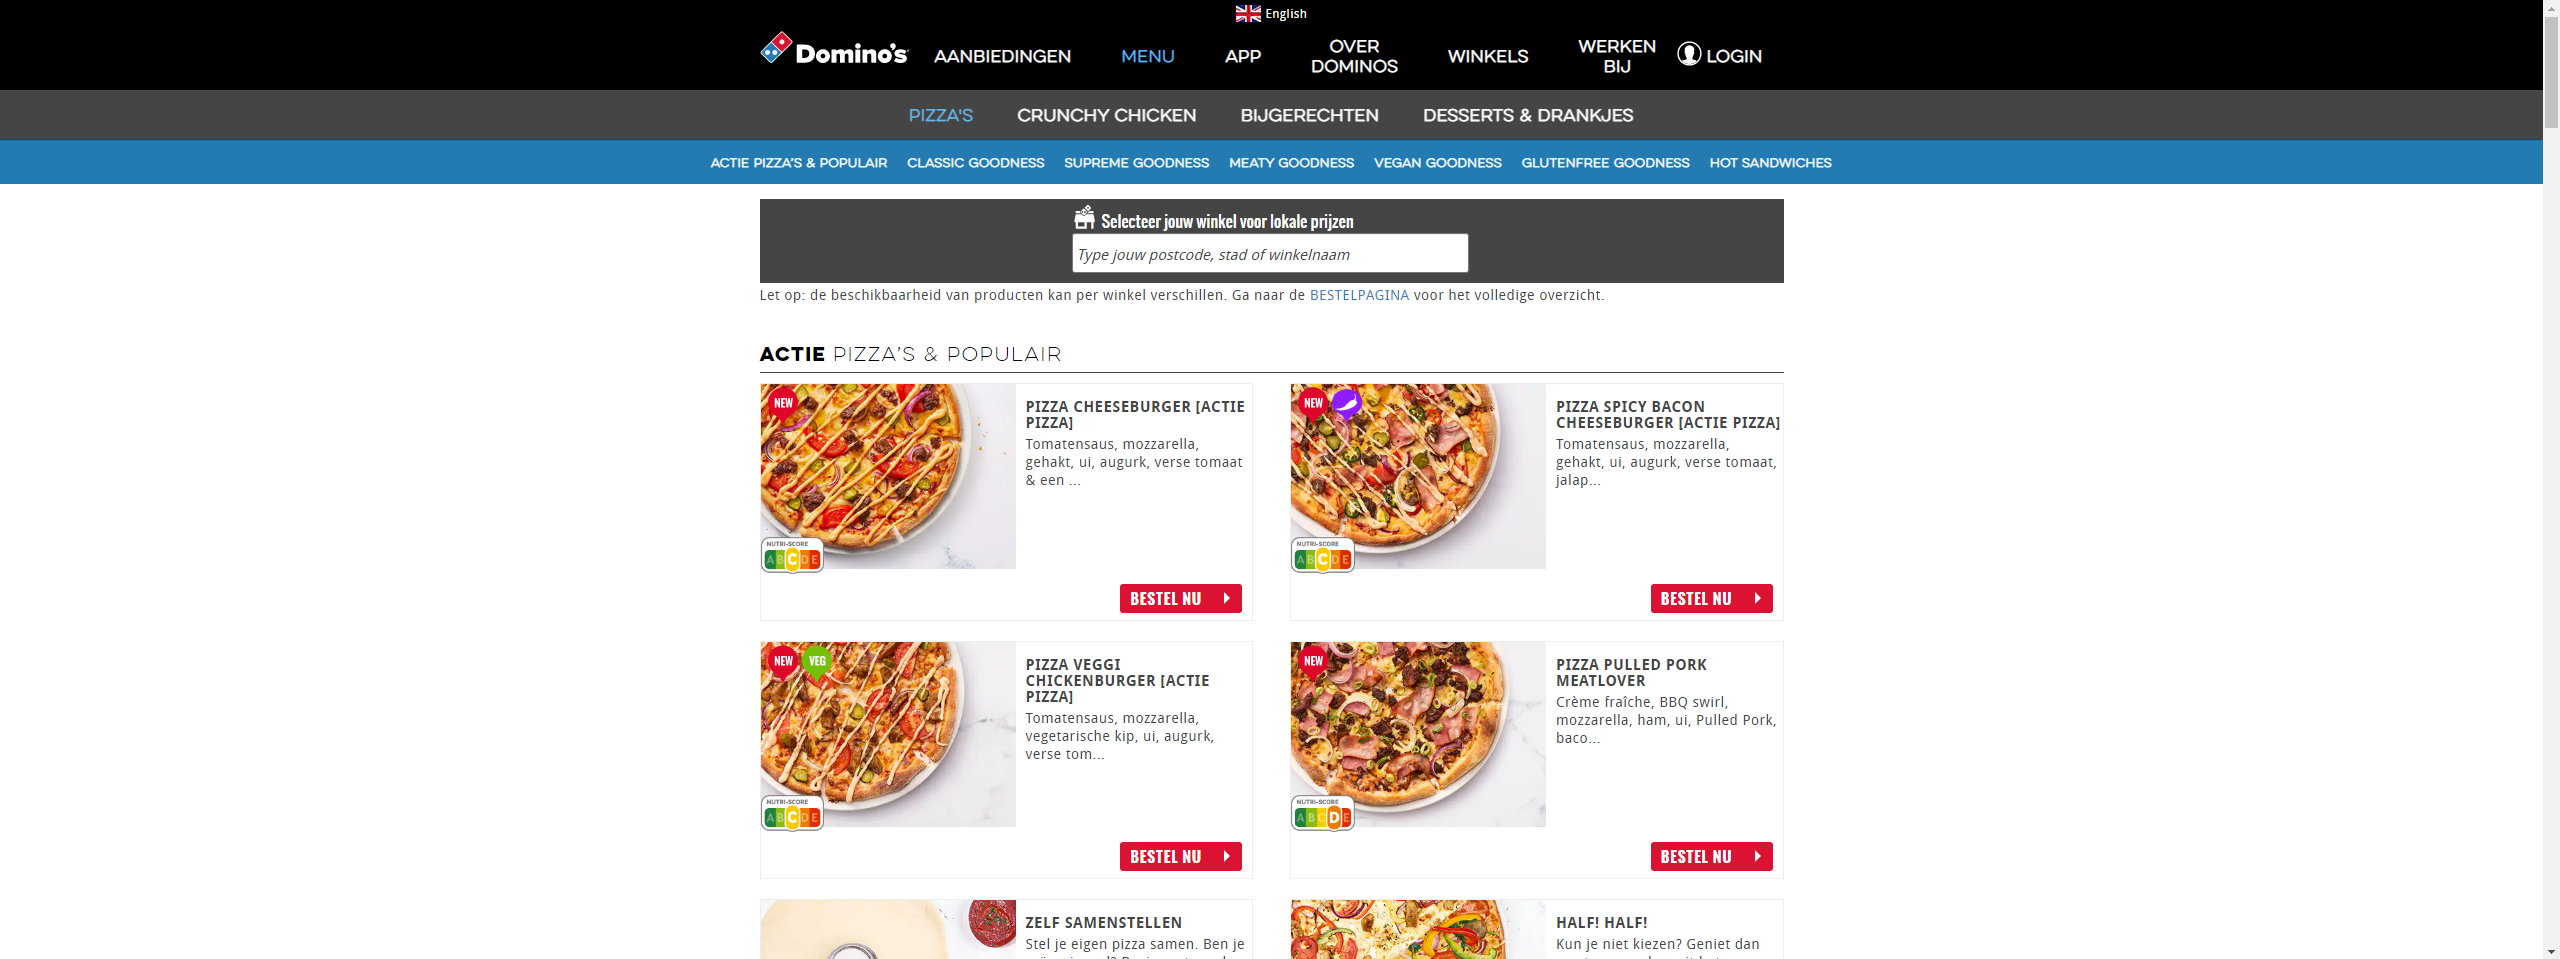 English
Domino's
AANBIEDINGEN
MENU
APP
OVER
DOMINOS
WINKELS
WERKEN
BIJ
LOGIN
PIZZA'S
CRUNCHY CHICKEN
BIJGERECHTEN
DESSERTS & DRANKJES
ACTIE PIZZA'S & POPULAIR
CLASSIC GOODNESS
SUPREME GOODNESS
MEATY GOODNESS
VEGAN GOODNESS
GLUTENFREE GOODNESS
HOT SANDWICHES
Selecteer jouw winkel voor lokale prijzen
Type jouw postcode, stad of winkelnaam
Let op: de beschikbaarheid van producten kan per winkel verschillen. Ga naar de BESTELPAGINA voor het volledige overzicht.
ACTIE PIZZA'S & POPULAIR
NEW
NUTRI-SCORE
ABCDE
PIZZA CHEESEBURGER [ACTIE
PIZZA]
Tomatensaus, mozzarella,
gehakt, ui, augurk, verse tomaat
& een ...
BESTEL NU
NEW
NUTRI-SCORE
ABCDE
PIZZA SPICY BACON
CHEESEBURGER [ACTIE PIZZA]
Tomatensaus, mozzarella,
gehakt, ui, augurk, verse tomaat,
jalap...
BESTEL NU
NEW
VEG
NUTRI-SCORE
ABCDE
PIZZA VEGGI
CHICKENBURGER [ACTIE
PIZZA]
Tomatensaus, mozzarella,
vegetarische kip, ui, augurk,
verse tom...
BESTEL NU
NEW
NUTRI-SCORE
ABCDE
PIZZA PULLED PORK
MEATLOVER
Crème fraîche, BBQ swirl,
mozzarella, ham, ui, Pulled Pork,
baco...
BESTEL NU
ZELF SAMENSTELLEN
Stel je eigen pizza samen. Ben je
HALF! HALF!
Kun je niet kiezen? Geniet dan